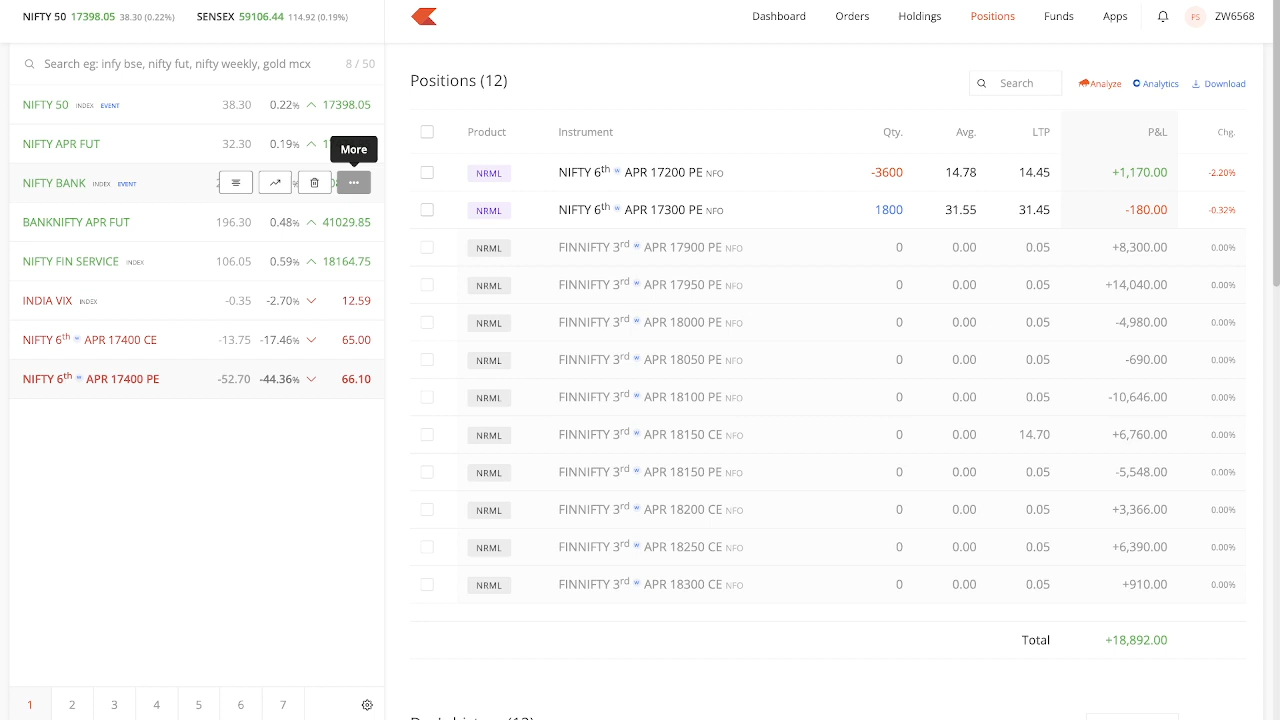 NIFTY 50 17398.05 38.30 (0.22%) SENSEX 59106.44 114.92 (0.19%)
Dashboard Orders Holdings Positions Funds Apps PS ZW6568
Search eg: infy bse, nifty fut, nifty weekly, gold mcx 8 / 50
NIFTY 50 INDEX EVENT 38.30 0.22% 17398.05
NIFTY APR FUT 32.30 0.19%
More
NIFTY BANK INDEX EVENT
BANKNIFTY APR FUT 196.30 0.48% 41029.85
NIFTY FIN SERVICE INDEX 106.05 0.59% 18164.75
INDIA VIX INDEX -0.35 -2.70% 12.59
NIFTY 6th w APR 17400 CE -13.75 -17.46% 65.00
NIFTY 6th w APR 17400 PE -52.70 -44.36% 66.10
1 2 3 4 5 6 7
Positions (12) Search Analyze Analytics Download
Product Instrument Qty. Avg. LTP P&L Chg.
NRML NIFTY 6th w APR 17200 PE NFO -3600 14.78 14.45 +1,170.00 -2.20%
NRML NIFTY 6th w APR 17300 PE NFO 1800 31.55 31.45 -180.00 -0.32%
NRML FINNIFTY 3rd w APR 17900 PE NFO 0 0.00 0.05 +8,300.00 0.00%
NRML FINNIFTY 3rd w APR 17950 PE NFO 0 0.00 0.05 +14,040.00 0.00%
NRML FINNIFTY 3rd w APR 18000 PE NFO 0 0.00 0.05 -4,980.00 0.00%
NRML FINNIFTY 3rd w APR 18050 PE NFO 0 0.00 0.05 -690.00 0.00%
NRML FINNIFTY 3rd w APR 18100 PE NFO 0 0.00 0.05 -10,646.00 0.00%
NRML FINNIFTY 3rd w APR 18150 CE NFO 0 0.00 14.70 +6,760.00 0.00%
NRML FINNIFTY 3rd w APR 18150 PE NFO 0 0.00 0.05 -5,548.00 0.00%
NRML FINNIFTY 3rd w APR 18200 CE NFO 0 0.00 0.05 +3,366.00 0.00%
NRML FINNIFTY 3rd w APR 18250 CE NFO 0 0.00 0.05 +6,390.00 0.00%
NRML FINNIFTY 3rd w APR 18300 CE NFO 0 0.00 0.05 +910.00 0.00%
Total +18,892.00